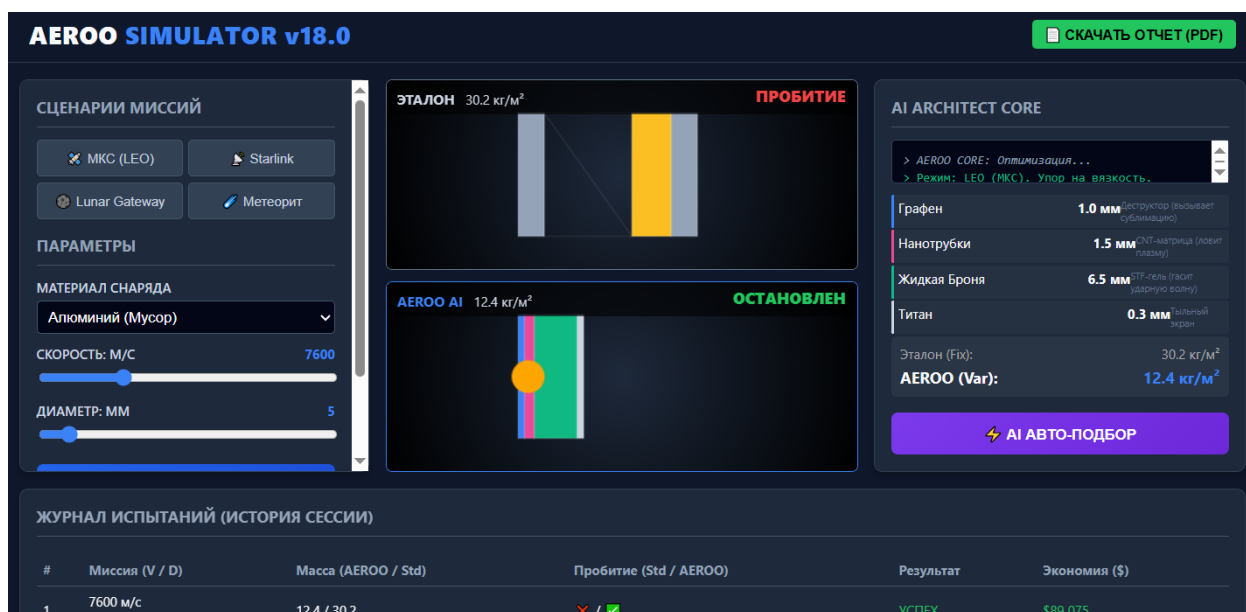 AEROO SIMULATOR v18.0
СКАЧАТЬ ОТЧЕТ (PDF)
СЦЕНАРИИ МИССИЙ
МКС (LEO)
Starlink
Lunar Gateway
Метеорит
ПАРАМЕТРЫ
МАТЕРИАЛ СНАРЯДА
Алюминий (Мусор)
СКОРОСТЬ: М/С 7600
ДИАМЕТР: ММ 5
ЭТАЛОН 30.2 кг/м² ПРОБИТИЕ
AEROO AI 12.4 кг/м² ОСТАНОВЛЕН
AI ARCHITECT CORE
> AEROO CORE: Оптимизация...
> Режим: LEO (МКС). Упор на вязкость.
Графен 1.0 мм Деструктор (вызывает
сублимацию)
Нанотрубки 1.5 мм CNT-матрица (ловит
плазму)
Жидкая Броня 6.5 мм STF-гель (гасит
ударную волну)
Титан 0.3 мм Тыльный
экран
Эталон (Fix): 30.2 кг/м²
AEROO (Var): 12.4 кг/м²
AI АВТО-ПОДБОР
ЖУРНАЛ ИСПЫТАНИЙ (ИСТОРИЯ СЕССИИ)
# Миссия (V / D) Масса (AEROO / Std) Пробитие (Std / AEROO) Результат Экономия ($)
7600 м/с
1 12.4 / 30.2 ❌ / ✅ УСПЕХ $89,075